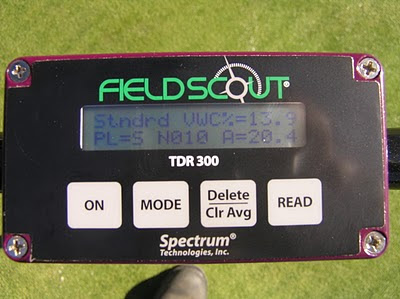 FIELDSCOUT®
Stndrd VWC%=13.9
PL=S N010 A=20.4
TDR 300
ON
MODE
Delete
Clr Avg
READ
Spectrum®
Technologies, Inc.